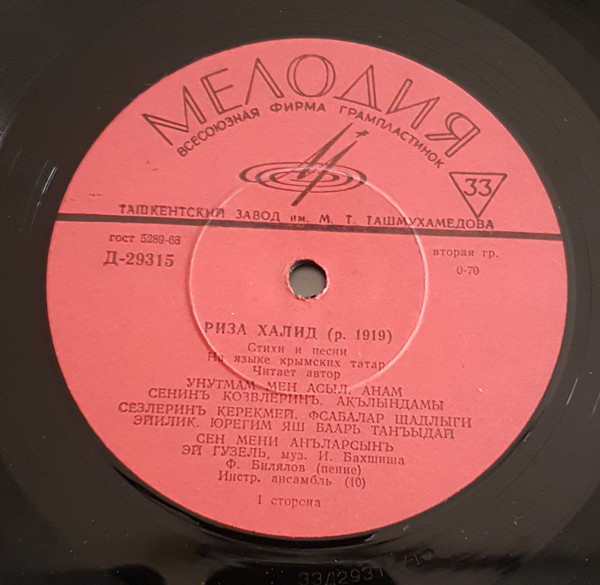 МЕЛОДИЯ
ВСЕСОЮЗНАЯ ФИРМА ГРАМПЛАСТИНОК
33
ТАШКЕНТСКИЙ ЗАВОД им. М. Т. ТАШМУХАМЕДОВА
гост 5289-68
Д-29315
вторая гр.
0-70
РИЗА ХАЛИД (р. 1919)
Стихи и песни
На языке крымских татар
Читает автор
УНУТМАМ МЕН АСЫЛ, АНАМ
СЕНИНЪ КОЗВЛЕРИНЪ. АКЪЛЫНДАМЫ
СЕЗЛЕРИНЪ КЕРЕКМЕЙ, ФСАБАЛАР ШАДЛЫГИ
ЭЙИЛИК. ЮРЕГИМ ЯШ БААРЬ ТАНЪЫДАЙ
СЕН МЕНИ АНЪЛАРСЫНЪ
ЭЙ ГУЗЕЛЬ, муз. И. Бахшиша
Ф. Билялов (пение)
Инстр. ансамбль (10)
I сторона